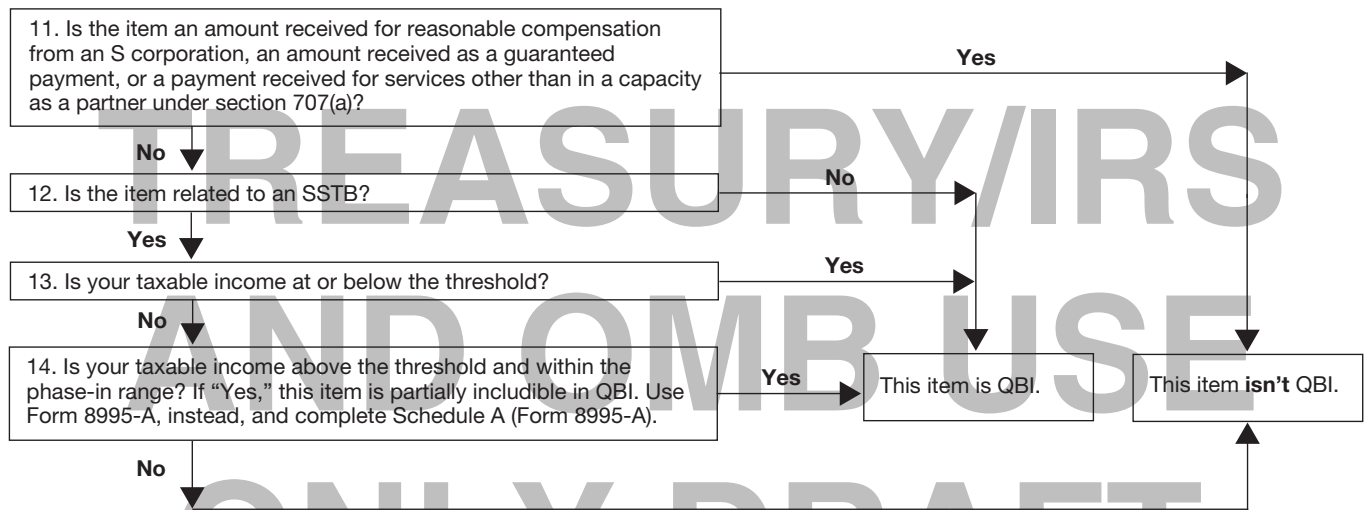 11. Is the item an amount received for reasonable compensation
from an S corporation, an amount received as a guaranteed
payment, or a payment received for services other than in a capacity
as a partner under section 707(a)?
Yes
No
12. Is the item related to an SSTB?
No
Yes
13. Is your taxable income at or below the threshold?
Yes
No
14. Is your taxable income above the threshold and within the
phase-in range? If “Yes,” this item is partially includible in QBI. Use
Form 8995-A, instead, and complete Schedule A (Form 8995-A).
Yes
This item is QBI.
This item isn’t QBI.
No
TREASURY/IRS
AND OMB USE
ONLY DRAFT